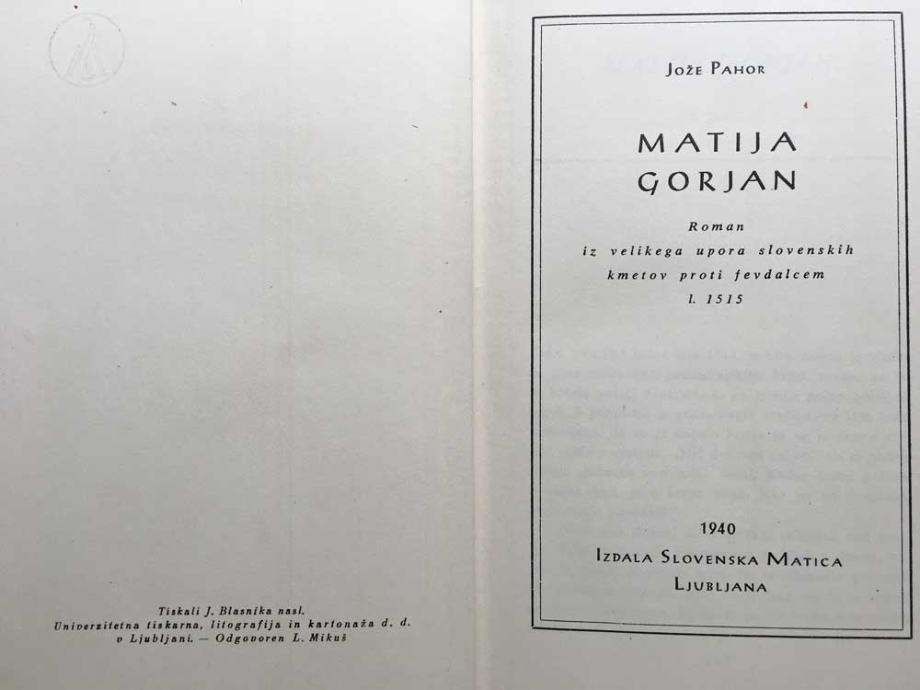 Tiskali J. Blasnika nasl.
Univerzitetna tiskarna, litografija in kartonaža d. d.
v Ljubljani. — Odgovoren L. Mikuš
Jože Pahor
MATIJA
GORJAN
Roman
iz velikega upora slovenskih
kmetov proti fevdalcem
l. 1515
1940
Izdala Slovenska Matica
Ljubljana